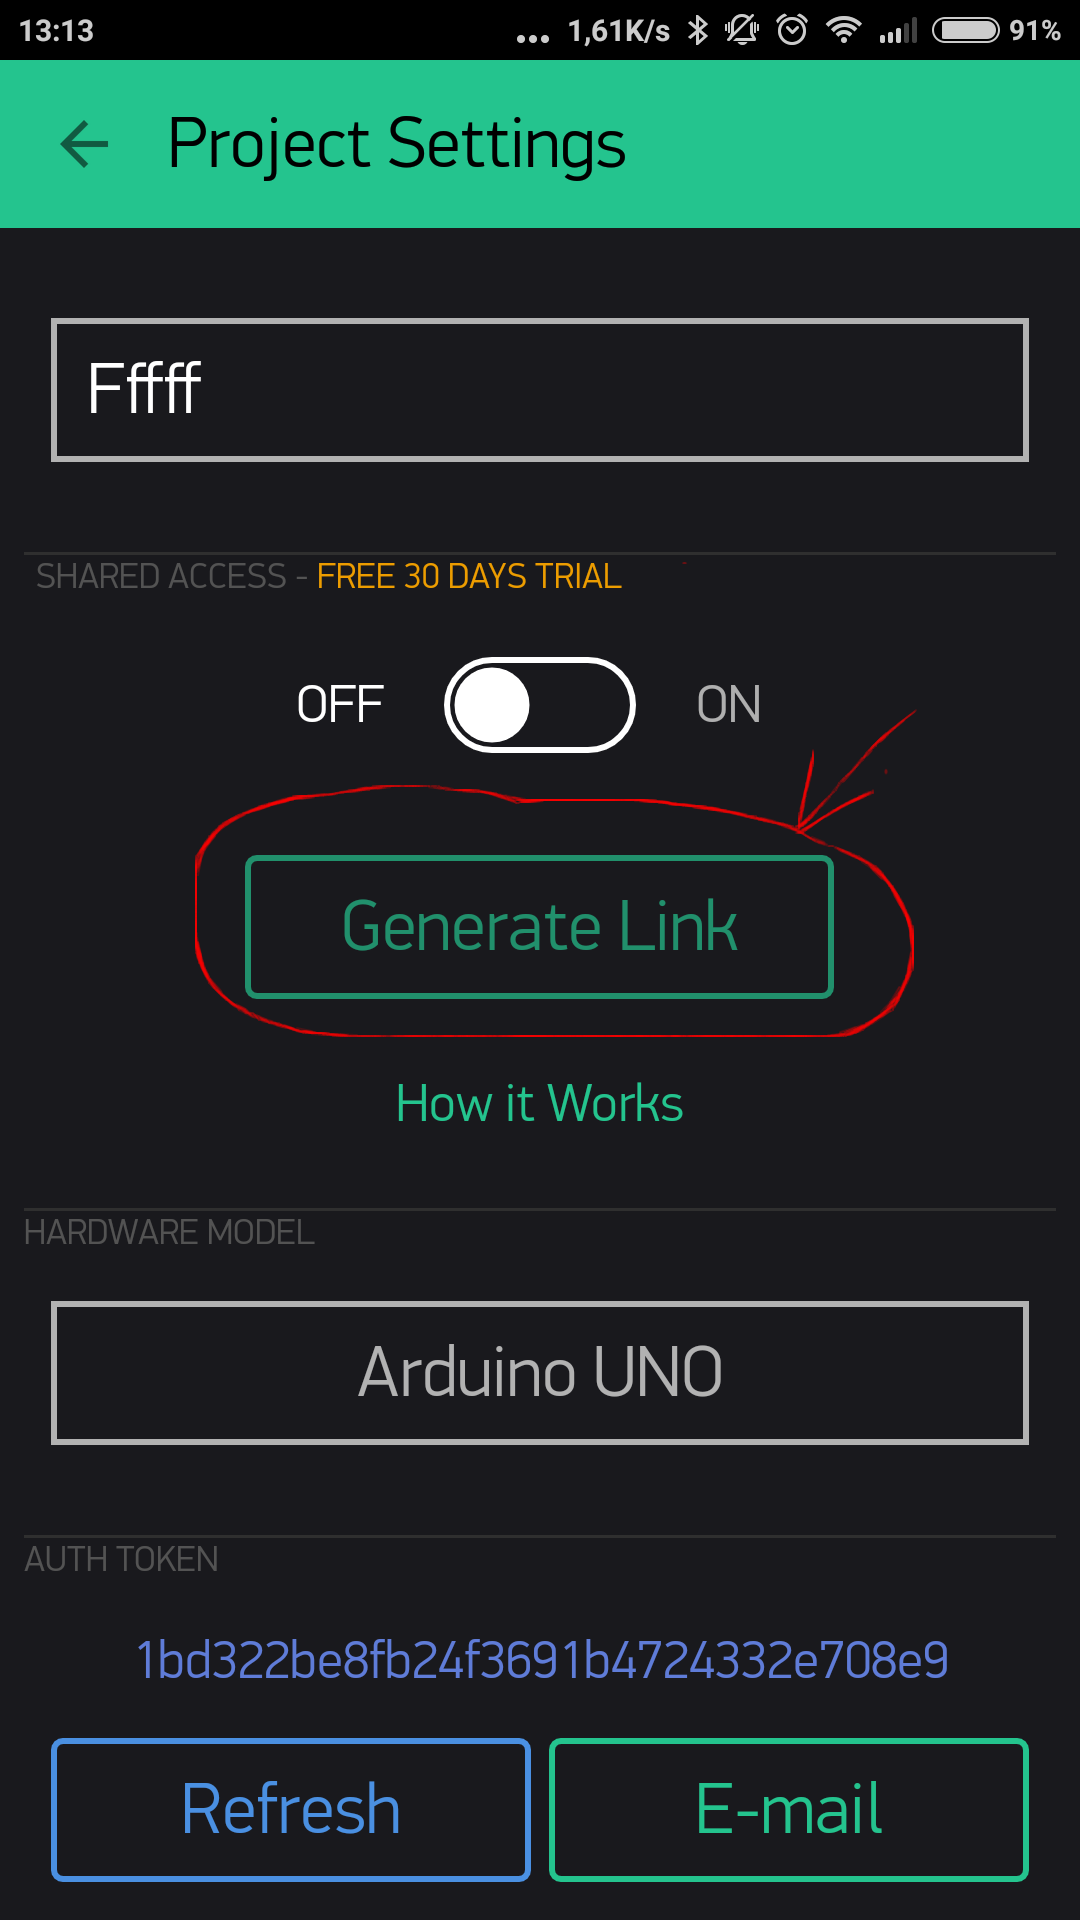 13:13 ... 1,61K/s 91%
Project Settings
Fffff
SHARED ACCESS - FREE 30 DAYS TRIAL
OFF ON
Generate Link
How it Works
HARDWARE MODEL
Arduino UNO
AUTH TOKEN
1bd322be8fb24f3691b4724332e708e9
Refresh E-mail